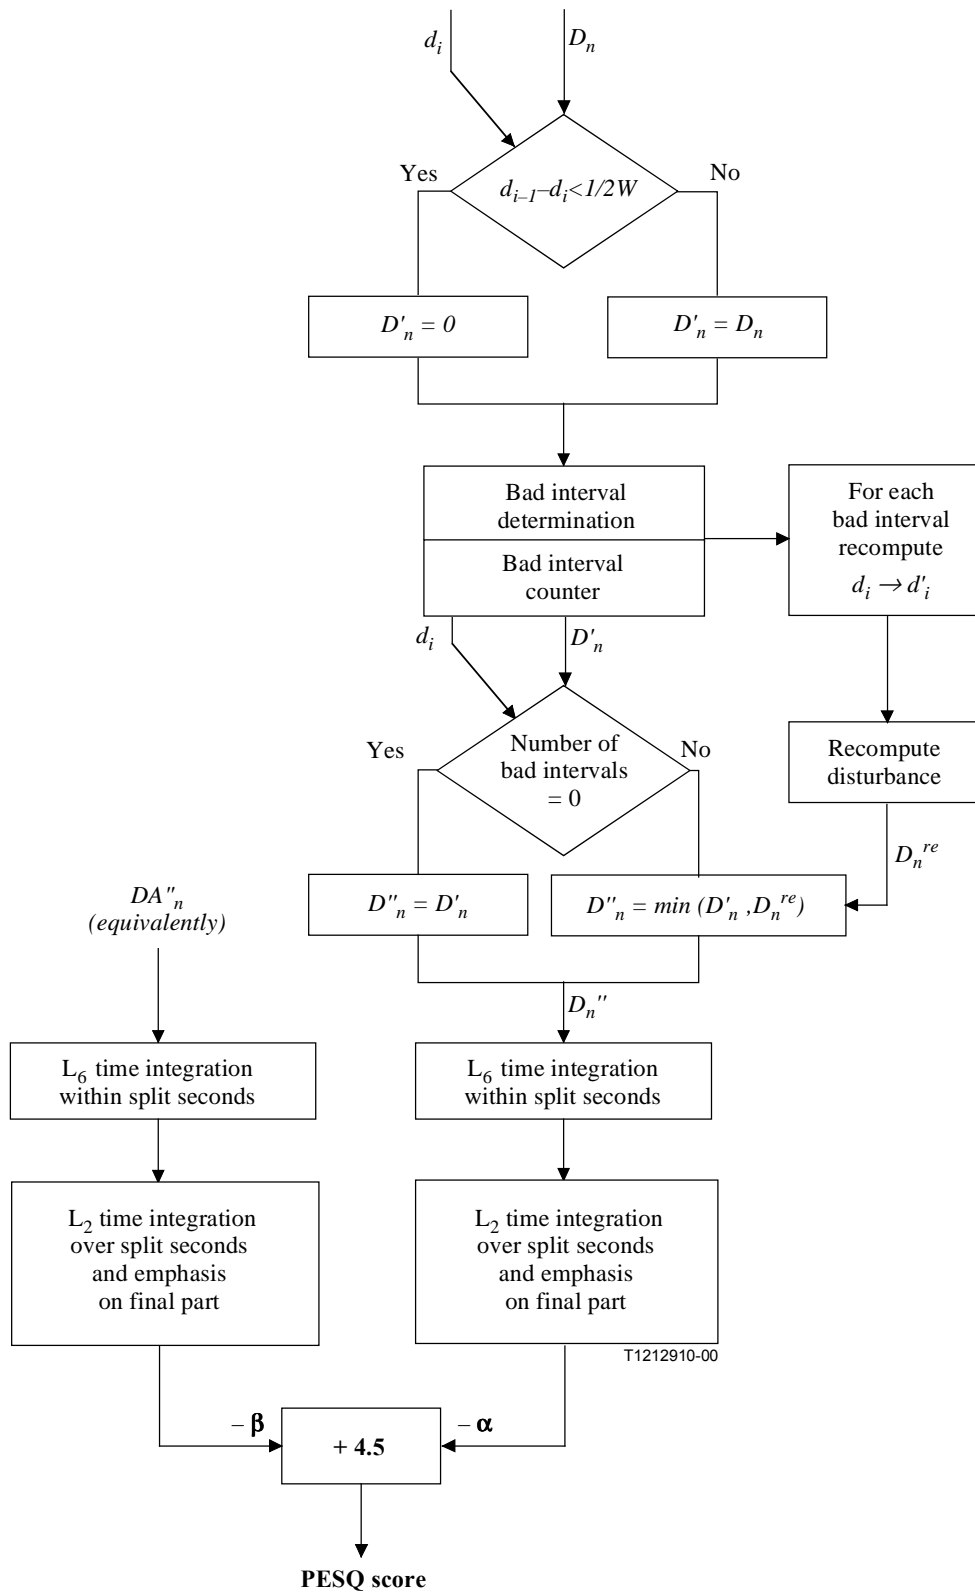 d_i
D_n
Yes
d_{i–1}–d_i<1/2W
No
D'_n = 0
D'_n = D_n
Bad interval
determination
Bad interval
counter
For each
bad interval
recompute
d_i → d'_i
d_i
D'_n
Yes
Number of
bad intervals
= 0
No
Recompute
disturbance
D_n^{re}
DA"_n
(equivalently)
D"_n = D'_n
D"_n = min (D'_n ,D_n^{re})
D_n''
L_6 time integration
within split seconds
L_6 time integration
within split seconds
L_2 time integration
over split seconds
and emphasis
on final part
L_2 time integration
over split seconds
and emphasis
on final part
T1212910-00
– β
+ 4.5
– α
PESQ score